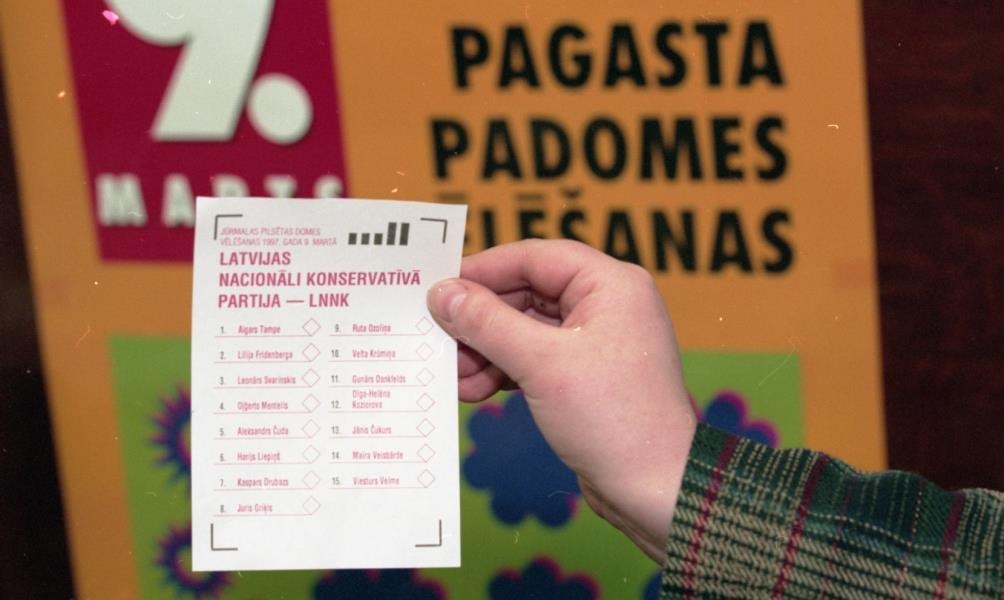 9.
MARTS
PAGASTA
PADOMES
VĒLĒŠANAS
JŪRMALAS PILSĒTAS DOMES
VĒLĒŠANAS 1997. GADA 9. MARTĀ
LATVIJAS
NACIONĀLI KONSERVATĪVĀ
PARTIJA — LNNK
1. Aigars Tampe
2. Lilija Fridenberga
3. Leonārs Svarinskis
4. Oļģerts Mentelis
5. Aleksandrs Čuda
6. Harijs Liepiņš
7. Kaspars Drubazs
8. Juris Griķis
9. Ruta Ozoliņa
10. Velta Krūmiņa
11. Gunārs Dankfelds
12. Olga-Helēna
Koziorova
13. Jānis Čukurs
14. Maira Veisbārde
15. Viesturs Velme